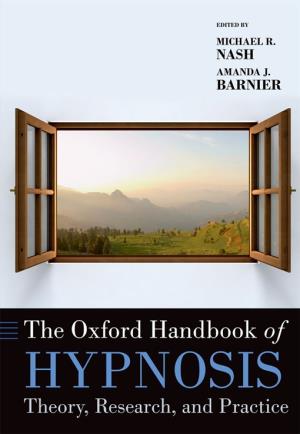 EDITED BY
MICHAEL R.
NASH
AMANDA J.
BARNIER
The Oxford Handbook of
HYPNOSIS
Theory, Research, and Practice